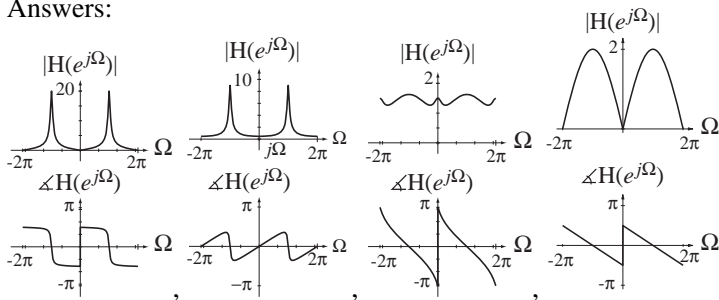 Answers:
|H(e^{jΩ})| |H(e^{jΩ})| |H(e^{jΩ})| |H(e^{jΩ})|
20 10 2 2
Ω Ω Ω Ω
-2π 2π -2π jΩ 2π -2π 2π -2π 2π
∡H(e^{jΩ}) ∡H(e^{jΩ}) ∡H(e^{jΩ}) ∡H(e^{jΩ})
π π π π
Ω Ω Ω Ω
-2π 2π -2π 2π -2π 2π -2π 2π
-π −π -π -π
, , ,